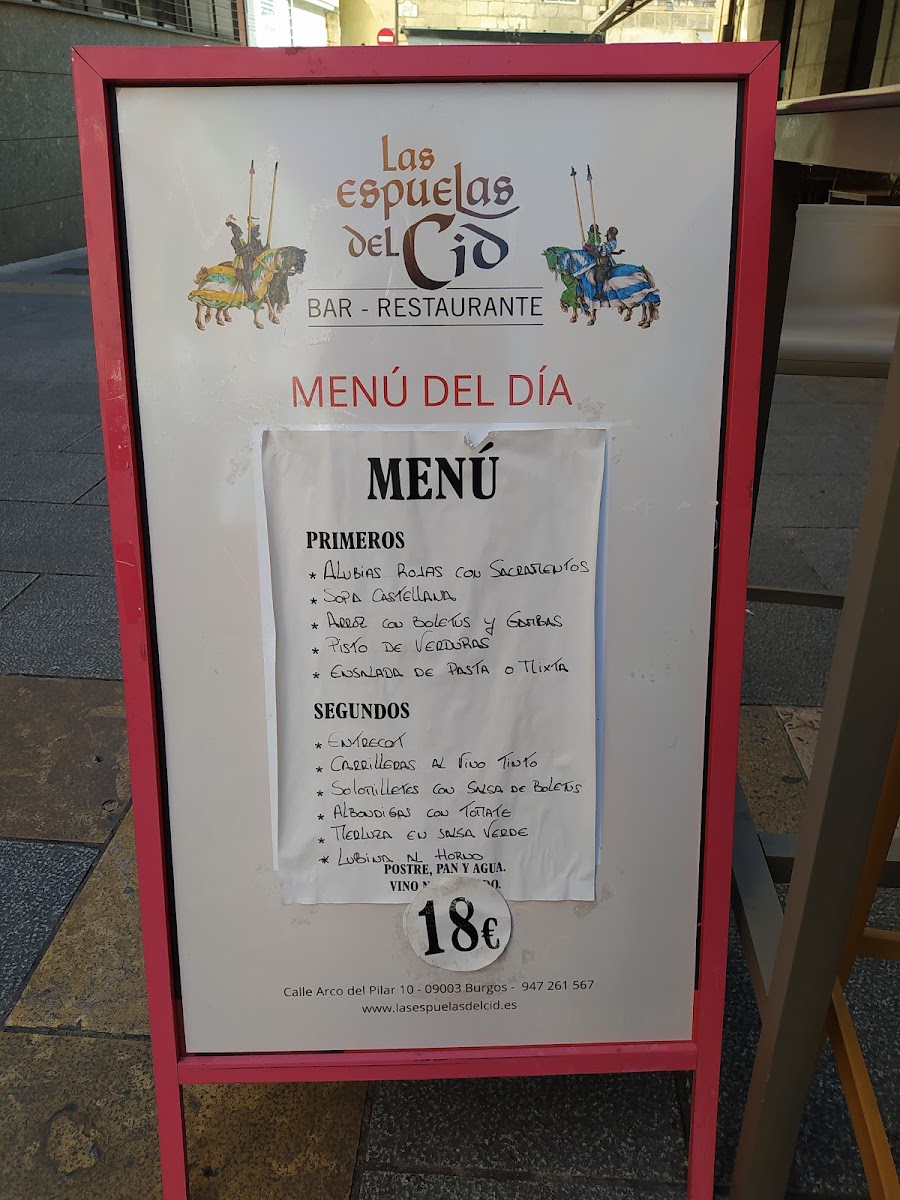 Las
espuelas
del Cid
BAR - RESTAURANTE
MENÚ DEL DÍA
MENÚ
PRIMEROS
* ALUBIAS ROJAS CON SACRAMENTOS
* SOPA CASTELLANA
* ARROZ CON BOLETUS Y GAMBAS
* PISTO DE VERDURAS
* ENSALADA DE PASTA O MIXTA
SEGUNDOS
* ENTRECOT
* CARRILLERAS AL VINO TINTO
* SOLOMILLETES CON SALSA DE BOLETUS
* ALBONDIGAS CON TOMATE
* MERLUZA EN SALSA VERDE
* LUBINA AL HORNO
POSTRE, PAN Y AGUA.
VINO
18€
Calle Arco del Pilar 10 - 09003 Burgos - 947 261 567
www.lasespuelasdelcid.es